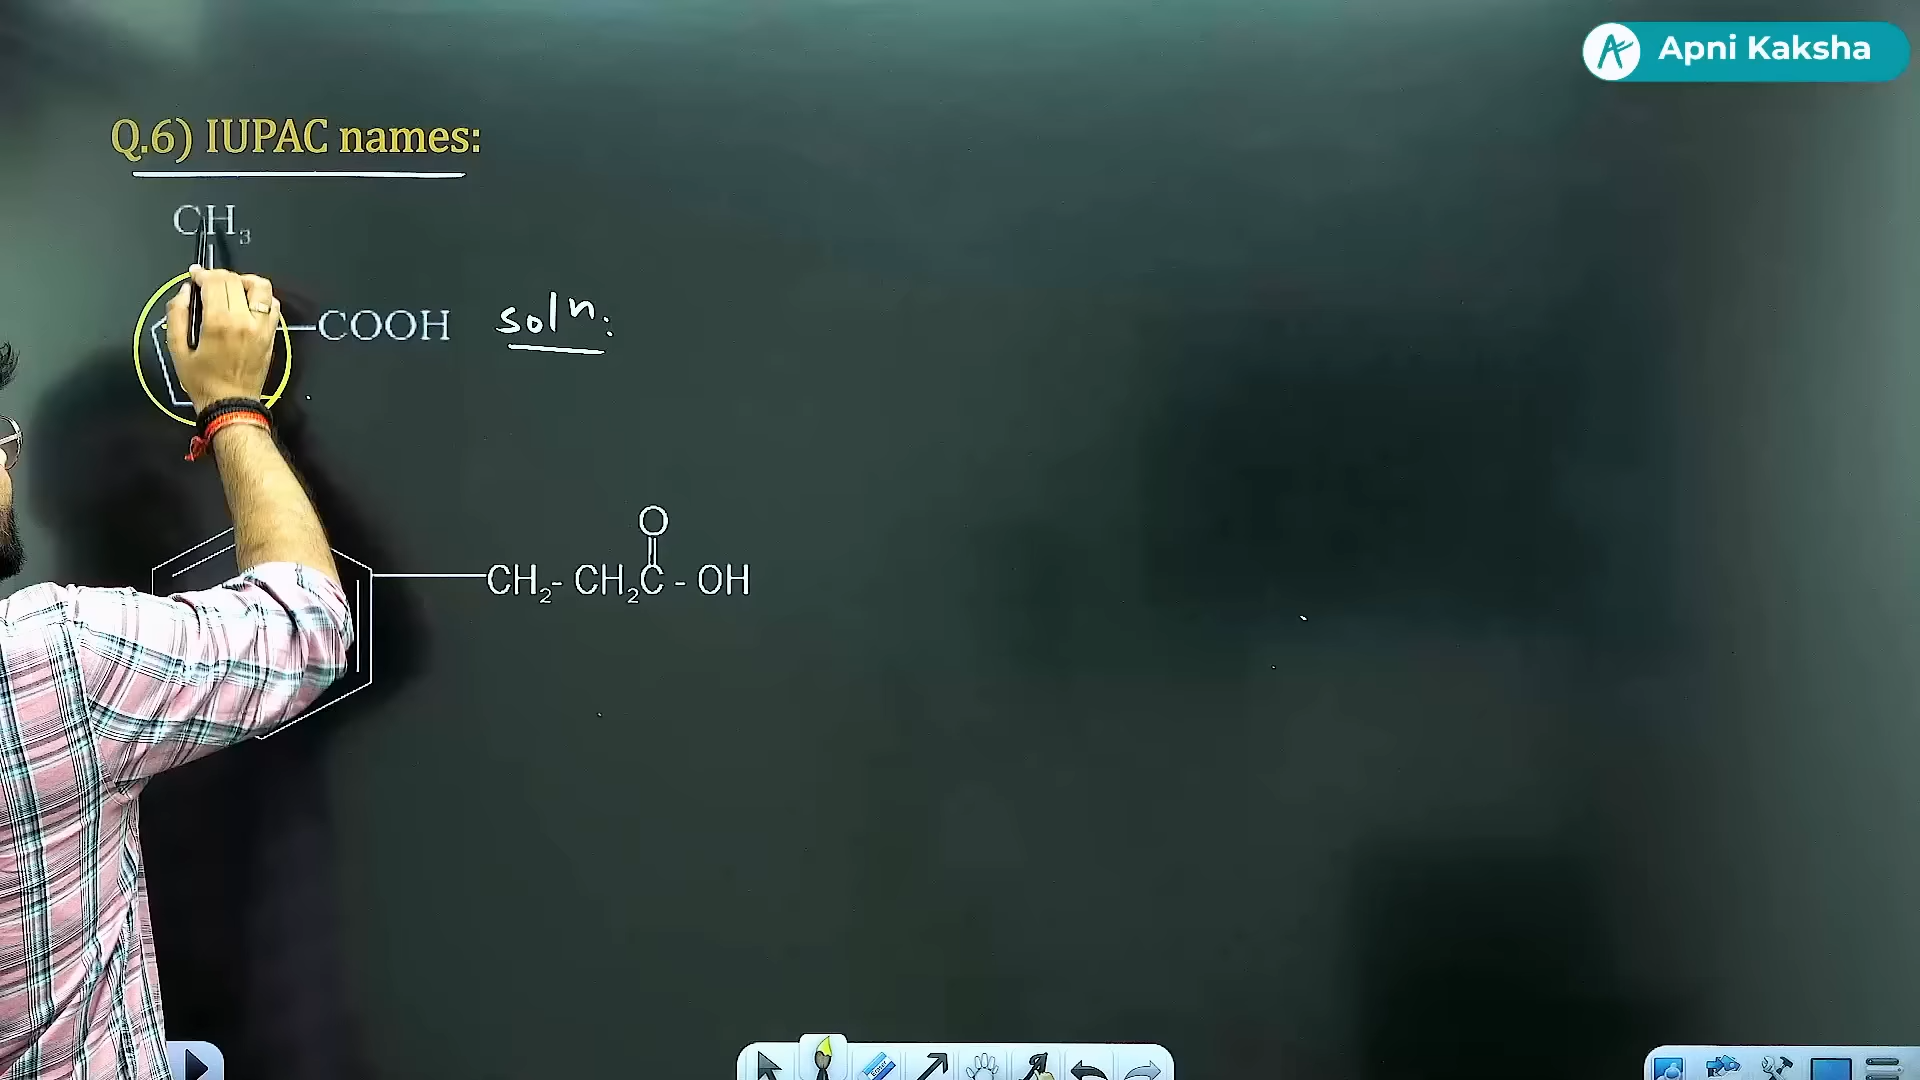 Apni Kaksha
Q.6) IUPAC names:
CH₃
COOH
soln:
O
CH₂- CH₂C - OH